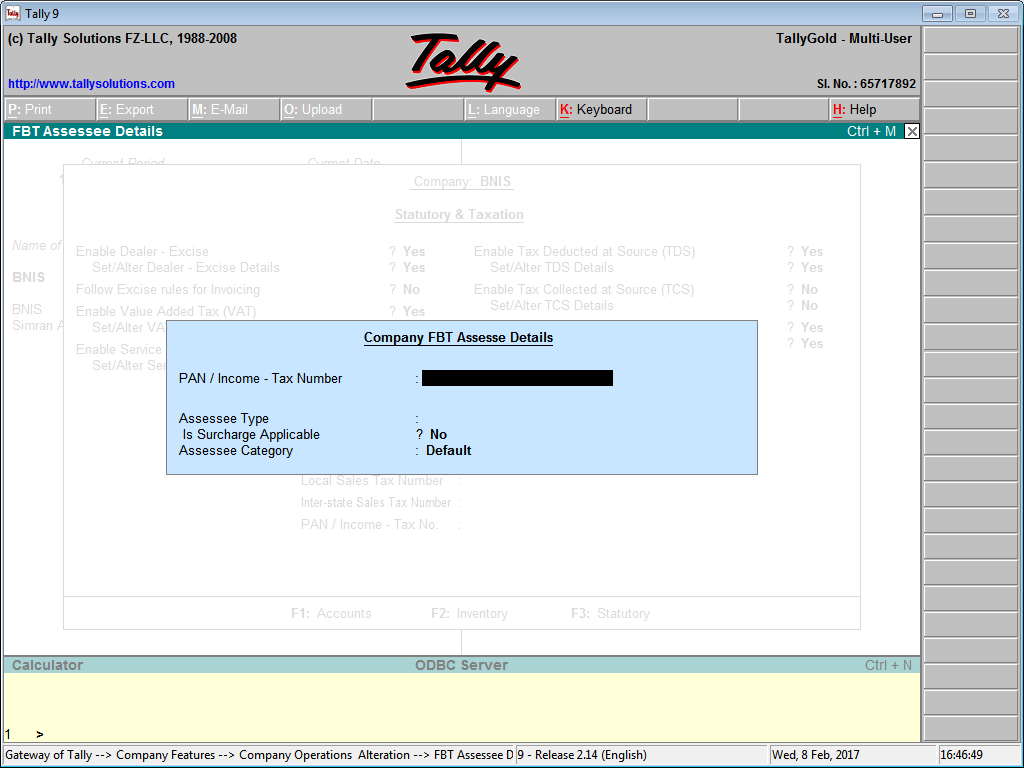 Tally 9
(c) Tally Solutions FZ-LLC, 1988-2008
TallyGold - Multi-User
Tally
http://www.tallysolutions.com
Sl. No. : 65717892
P: Print E: Export M: E-Mail O: Upload L: Language K: Keyboard H: Help
FBT Assessee Details Ctrl + M
Current Period Current Date
1
Company: BNIS
Statutory & Taxation
Name of
Enable Dealer - Excise ? Yes Enable Tax Deducted at Source (TDS) ? Yes
Set/Alter Dealer - Excise Details ? Yes Set/Alter TDS Details ? Yes
BNIS
Follow Excise rules for Invoicing ? No Enable Tax Collected at Source (TCS) ? No
Set/Alter TCS Details ? No
BNIS
Enable Value Added Tax (VAT) ? Yes
Simran A
Set/Alter VA ? Yes
Enable Service ? Yes
Set/Alter Ser
Company FBT Assesse Details
PAN / Income - Tax Number :
Assessee Type :
Is Surcharge Applicable ? No
Assessee Category : Default
Local Sales Tax Number :
Inter-state Sales Tax Number :
PAN / Income - Tax No. :
F1: Accounts F2: Inventory F3: Statutory
Calculator ODBC Server Ctrl + N
1 >
Gateway of Tally --> Company Features --> Company Operations Alteration --> FBT Assessee D 9 - Release 2.14 (English) Wed, 8 Feb, 2017 16:46:49